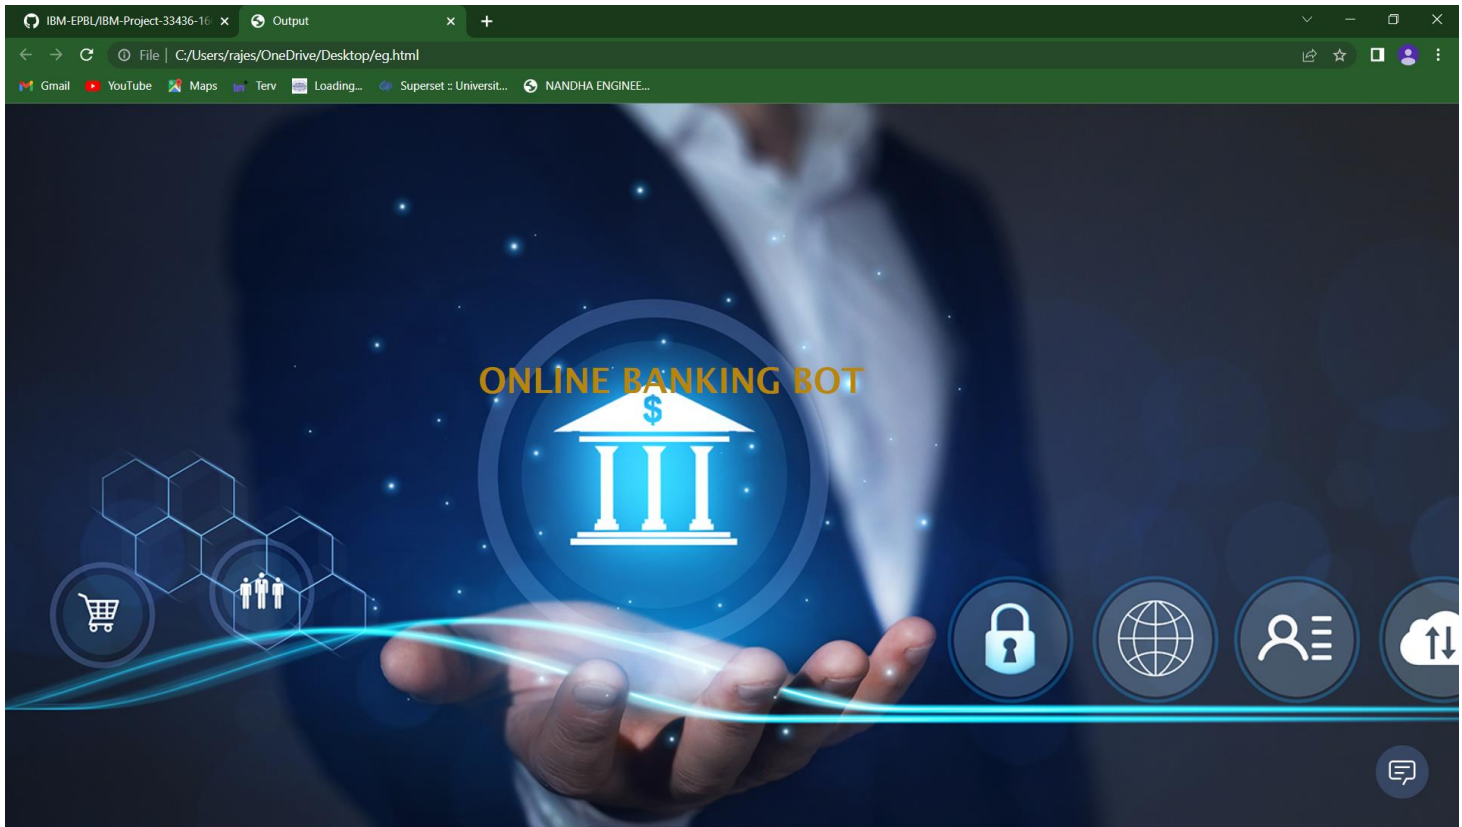 IBM-EPBL/IBM-Project-33436-16
Output
File | C:/Users/rajes/OneDrive/Desktop/eg.html
Gmail YouTube Maps Terv Loading... Superset :: Universit... NANDHA ENGINEE...
ONLINE BANKING BOT
$